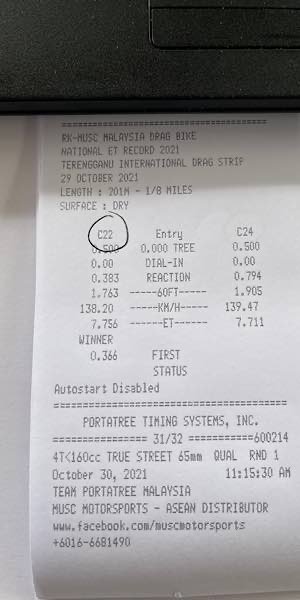 ==========================================
RK-MUSC MALAYSIA DRAG BIKE
NATIONAL ET RECORD 2021
TERENGGANU INTERNATIONAL DRAG STRIP
29 OCTOBER 2021
LENGTH : 201M - 1/8 MILES
SURFACE : DRY
C22 Entry C24
0.500 0.000 TREE 0.500
0.00 DIAL-IN 0.00
0.383 REACTION 0.794
1.763 -----60FT----- 1.905
138.20 -----KM/H----- 139.47
7.756 ------ET------ 7.711
WINNER
0.366 FIRST
STATUS
Autostart Disabled
==========================================
PORTATREE TIMING SYSTEMS, INC.
================ 31/32 ===========600214
4T<160cc TRUE STREET 65mm QUAL RND 1
October 30, 2021 11:15:30 AM
TEAM PORTATREE MALAYSIA
MUSC MOTORSPORTS - ASEAN DISTRIBUTOR
www.facebook.com/muscmotorsports
+6016-6681490